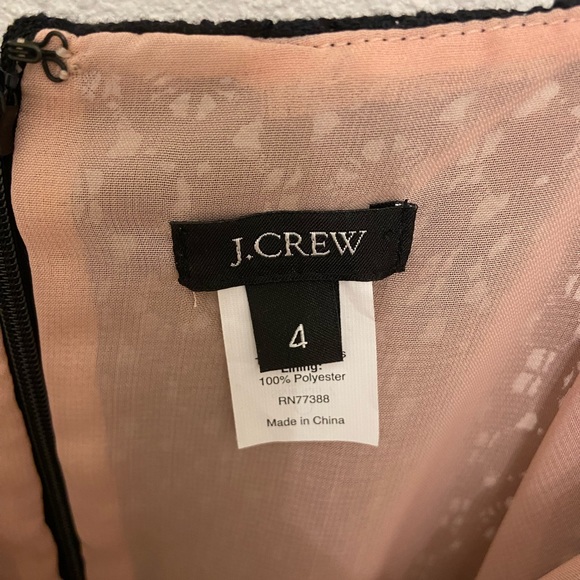 J.CREW
4
Lining:
100% Polyester
RN77388
Made in China